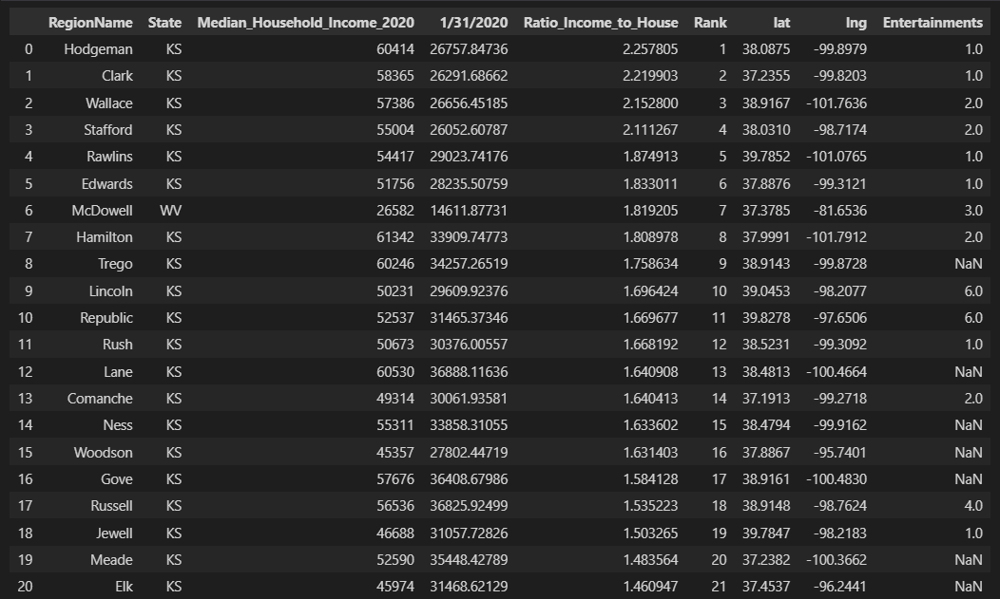 RegionName State Median_Household_Income_2020 1/31/2020 Ratio_Income_to_House Rank lat lng Entertainments
0 Hodgeman KS 60414 26757.84736 2.257805 1 38.0875 -99.8979 1.0
1 Clark KS 58365 26291.68662 2.219903 2 37.2355 -99.8203 1.0
2 Wallace KS 57386 26656.45185 2.152800 3 38.9167 -101.7636 2.0
3 Stafford KS 55004 26052.60787 2.111267 4 38.0310 -98.7174 2.0
4 Rawlins KS 54417 29023.74176 1.874913 5 39.7852 -101.0765 1.0
5 Edwards KS 51756 28235.50759 1.833011 6 37.8876 -99.3121 1.0
6 McDowell WV 26582 14611.87731 1.819205 7 37.3785 -81.6536 3.0
7 Hamilton KS 61342 33909.74773 1.808978 8 37.9991 -101.7912 2.0
8 Trego KS 60246 34257.26519 1.758634 9 38.9143 -99.8728 NaN
9 Lincoln KS 50231 29609.92376 1.696424 10 39.0453 -98.2077 6.0
10 Republic KS 52537 31465.37346 1.669677 11 39.8278 -97.6506 6.0
11 Rush KS 50673 30376.00557 1.668192 12 38.5231 -99.3092 1.0
12 Lane KS 60530 36888.11636 1.640908 13 38.4813 -100.4664 NaN
13 Comanche KS 49314 30061.93581 1.640413 14 37.1913 -99.2718 2.0
14 Ness KS 55311 33858.31055 1.633602 15 38.4794 -99.9162 NaN
15 Woodson KS 45357 27802.44719 1.631403 16 37.8867 -95.7401 NaN
16 Gove KS 57676 36408.67986 1.584128 17 38.9161 -100.4830 NaN
17 Russell KS 56536 36825.92499 1.535223 18 38.9148 -98.7624 4.0
18 Jewell KS 46688 31057.72826 1.503265 19 39.7847 -98.2183 1.0
19 Meade KS 52590 35448.42789 1.483564 20 37.2382 -100.3662 NaN
20 Elk KS 45974 31468.62129 1.460947 21 37.4537 -96.2441 NaN